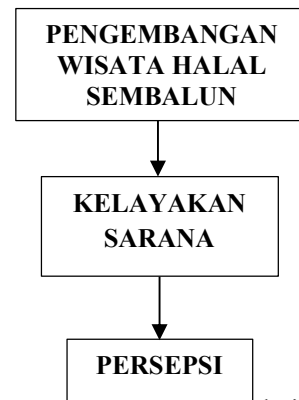 PENGEMBANGAN
WISATA HALAL
SEMBALUN
KELAYAKAN
SARANA
PERSEPSI